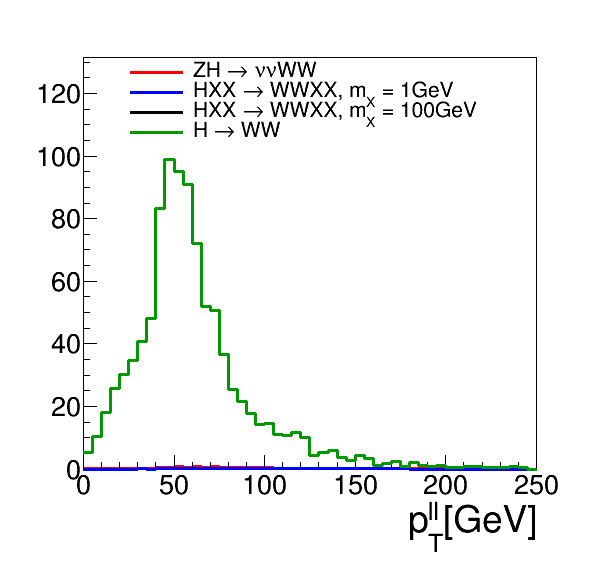 ZH → ννWW
HXX → WWXX, m_X = 1GeV
HXX → WWXX, m_X = 100GeV
H → WW
120
100
80
60
40
20
0
0 50 100 150 200 250
p_T^ll [GeV]